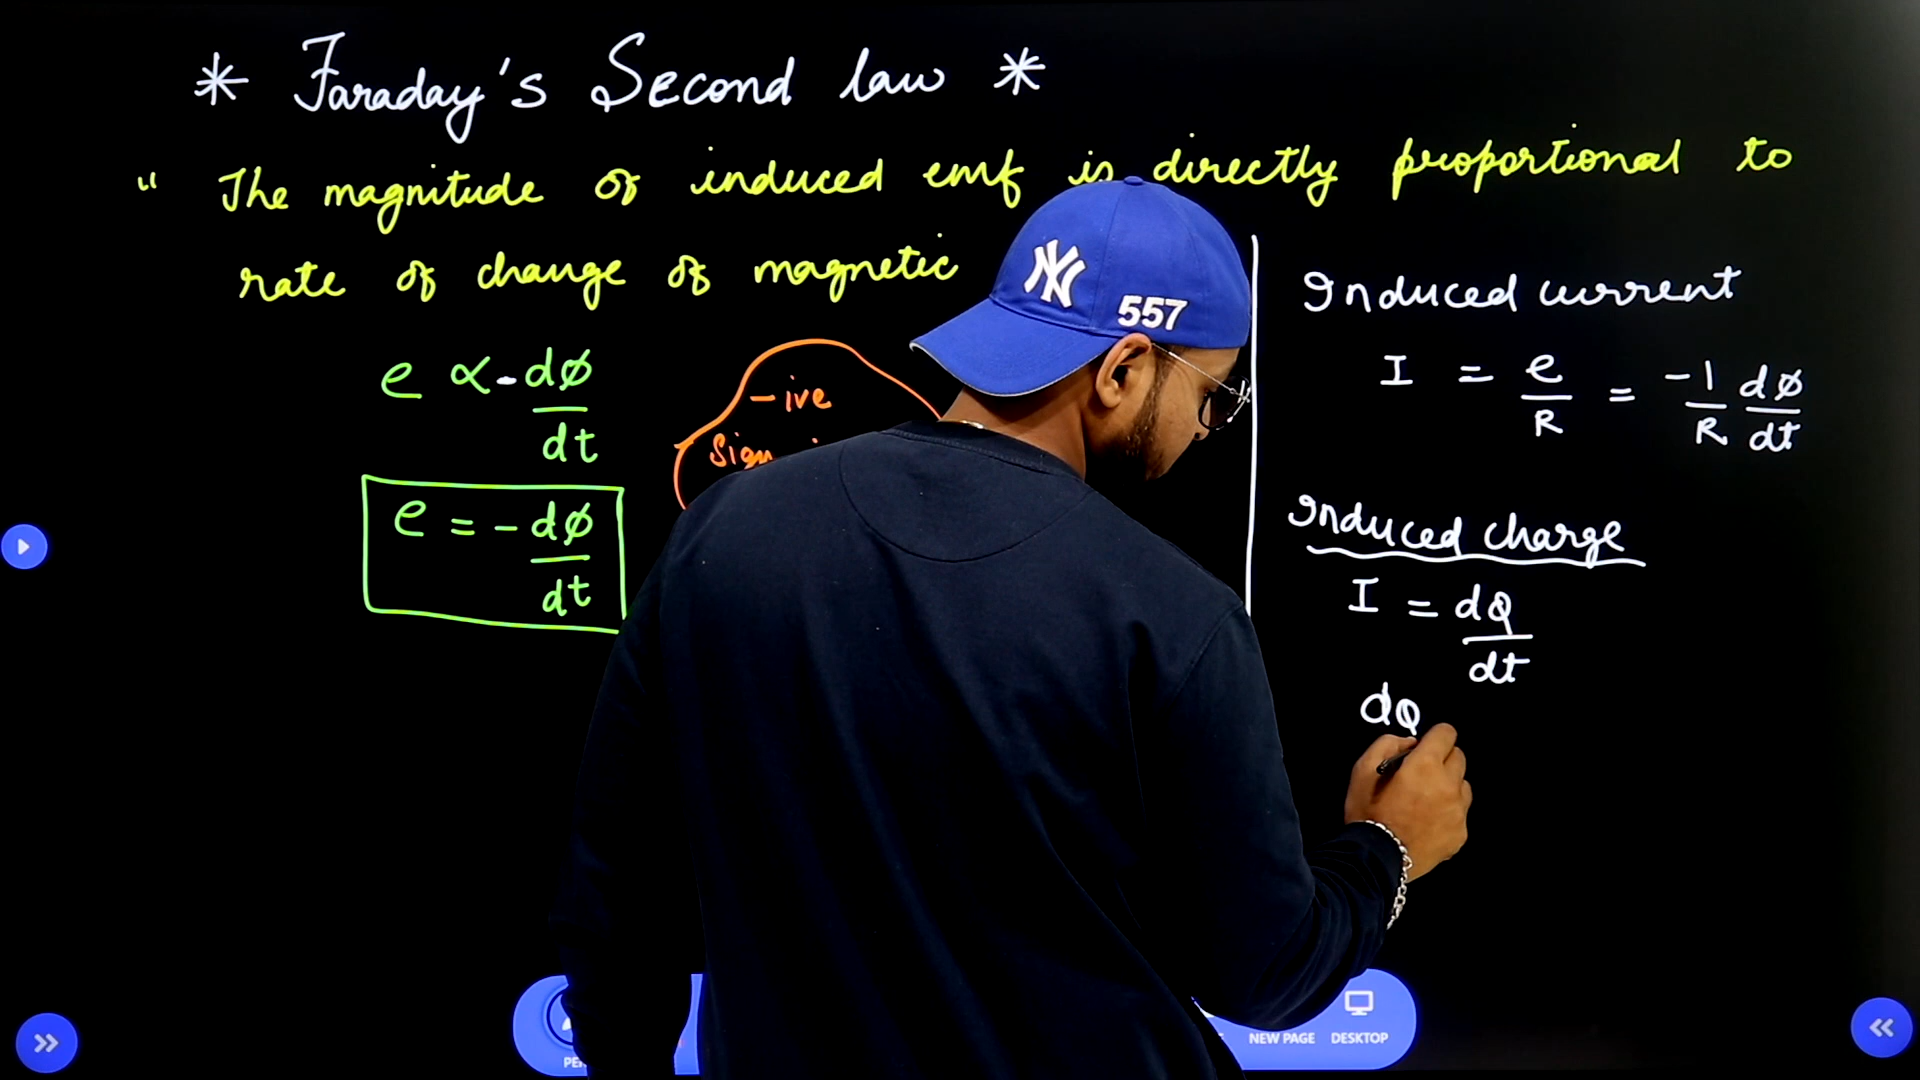 * Faraday's Second law *
" The magnitude of induced emf is directly proportional to
rate of change of magnetic
e ∝ - dφ/dt
e = - dφ/dt
-ive
Sign
Induced current
I = e/R = -1/R dφ/dt
Induced charge
I = dQ/dt
dQ
NY
557
NEW PAGE
DESKTOP